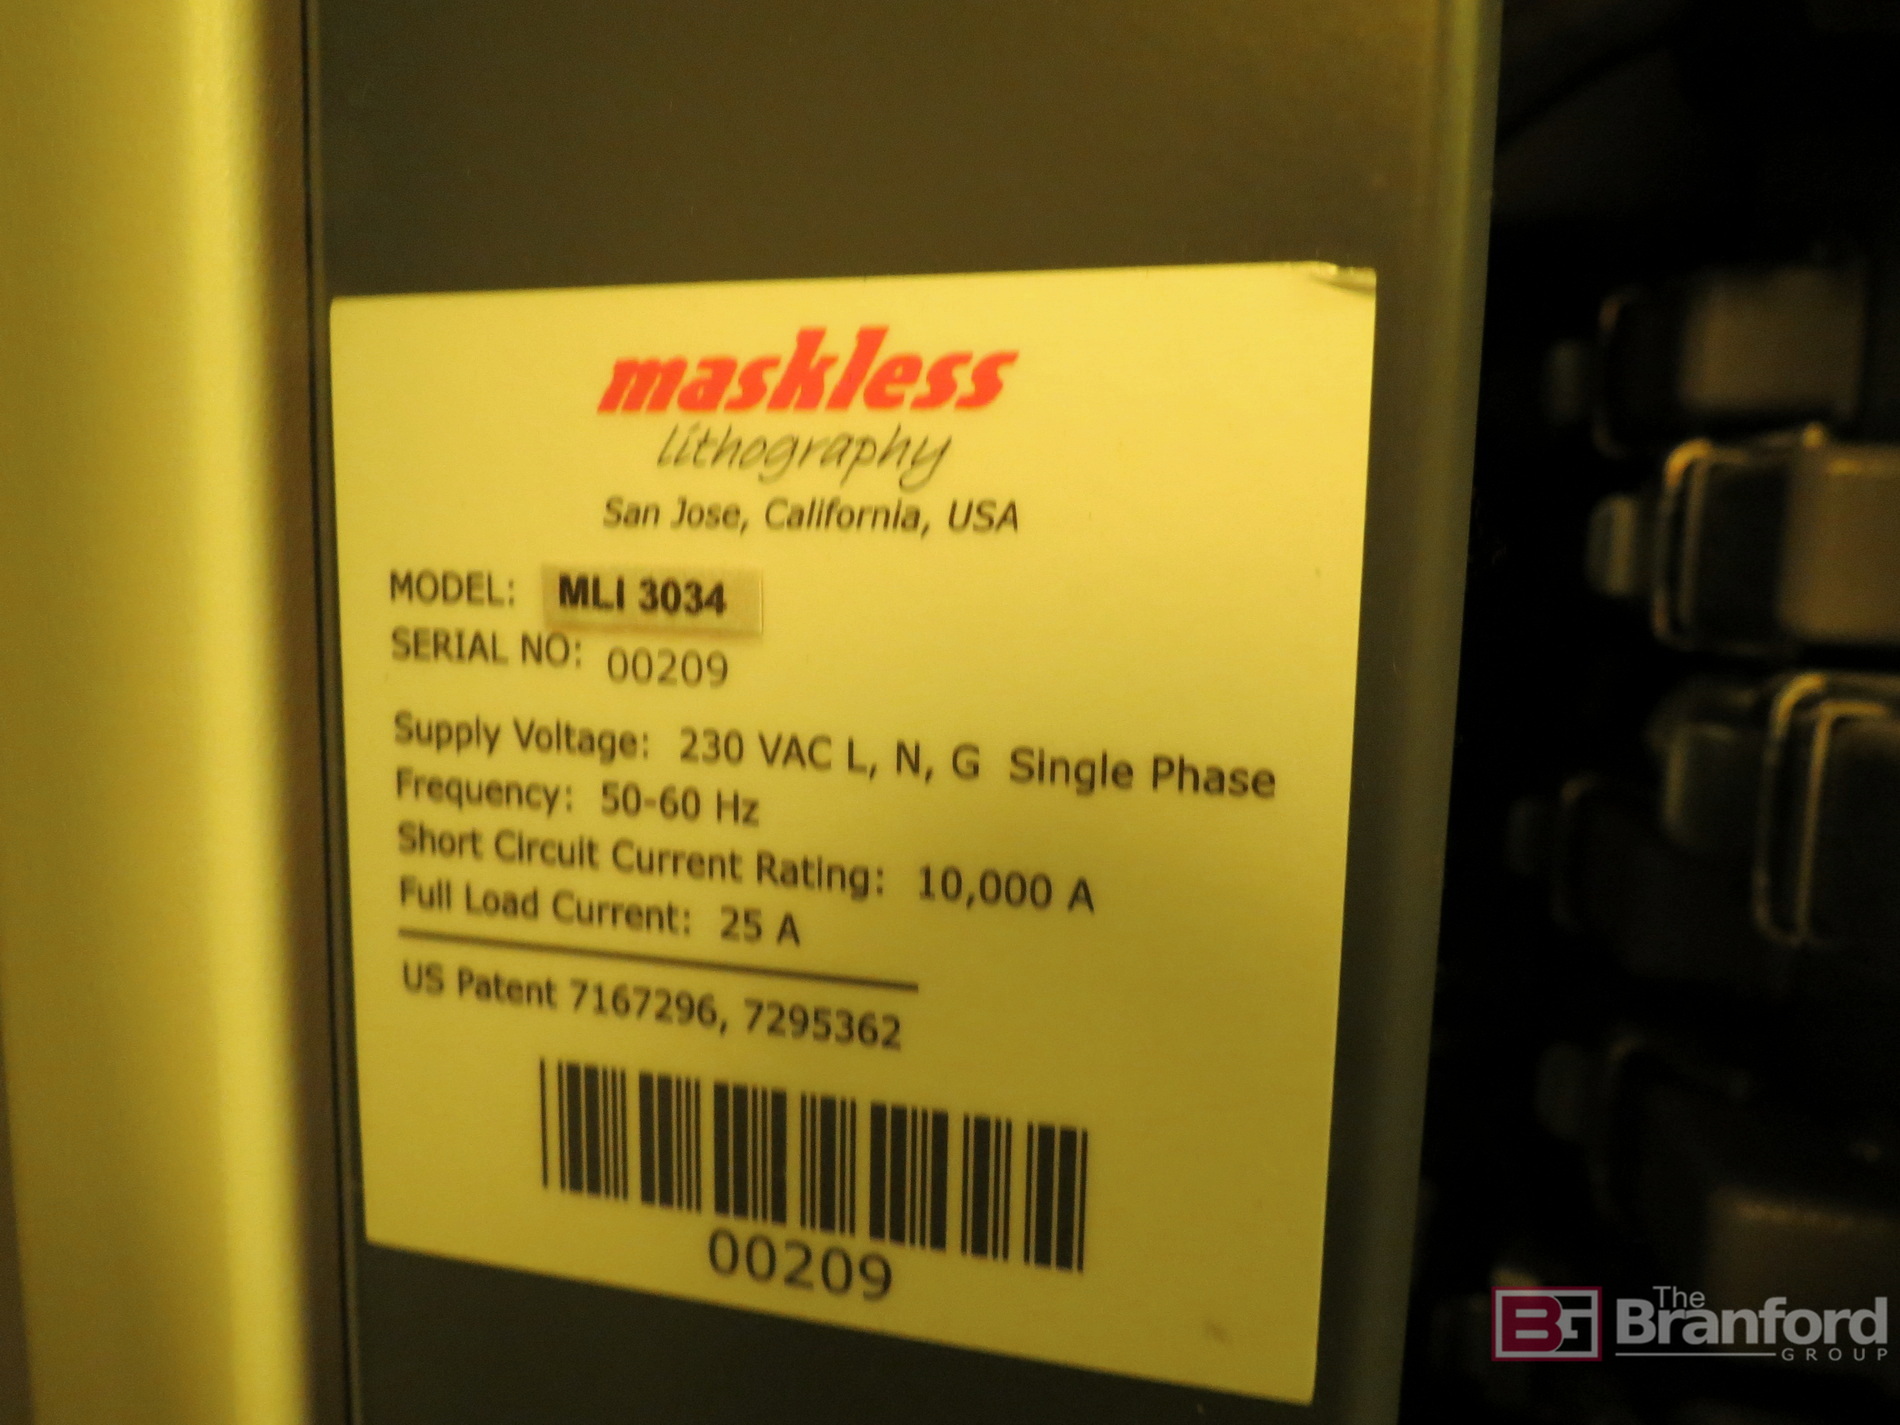 maskless
lithography
San Jose, California, USA
MODEL: MLI 3034
SERIAL NO: 00209
Supply Voltage: 230 VAC L, N, G Single Phase
Frequency: 50-60 Hz
Short Circuit Current Rating: 10,000 A
Full Load Current: 25 A
US Patent 7167296, 7295362
00209
BG The Branford GROUP